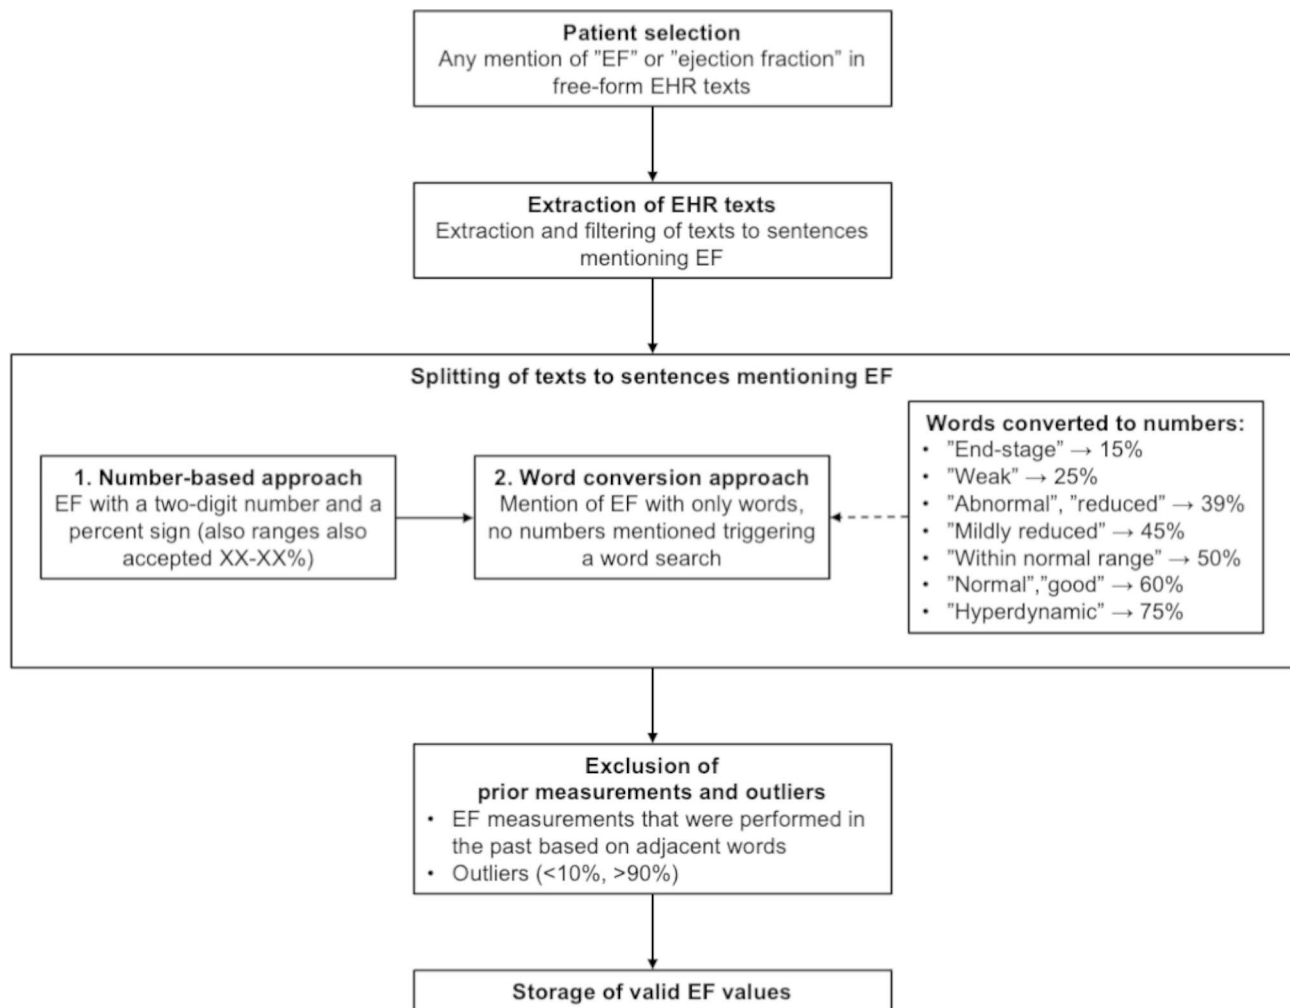 Patient selection
Any mention of ”EF” or ”ejection fraction” in
free-form EHR texts
Extraction of EHR texts
Extraction and filtering of texts to sentences
mentioning EF
Splitting of texts to sentences mentioning EF
1. Number-based approach
EF with a two-digit number and a
percent sign (also ranges also
accepted XX-XX%)
2. Word conversion approach
Mention of EF with only words,
no numbers mentioned triggering
a word search
Words converted to numbers:
• ”End-stage” → 15%
• ”Weak” → 25%
• ”Abnormal”, ”reduced” → 39%
• ”Mildly reduced” → 45%
• ”Within normal range” → 50%
• ”Normal”,”good” → 60%
• ”Hyperdynamic” → 75%
Exclusion of
prior measurements and outliers
• EF measurements that were performed in
the past based on adjacent words
• Outliers (<10%, >90%)
Storage of valid EF values